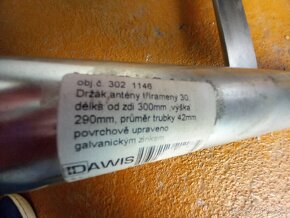 obj.č. 302 1146
Držák antény tříramený 30,
délka od zdi 300mm ,výška
290mm, průměr trubky 42mm
povrchově upraveno
galvanickým zinkem
DAWIS